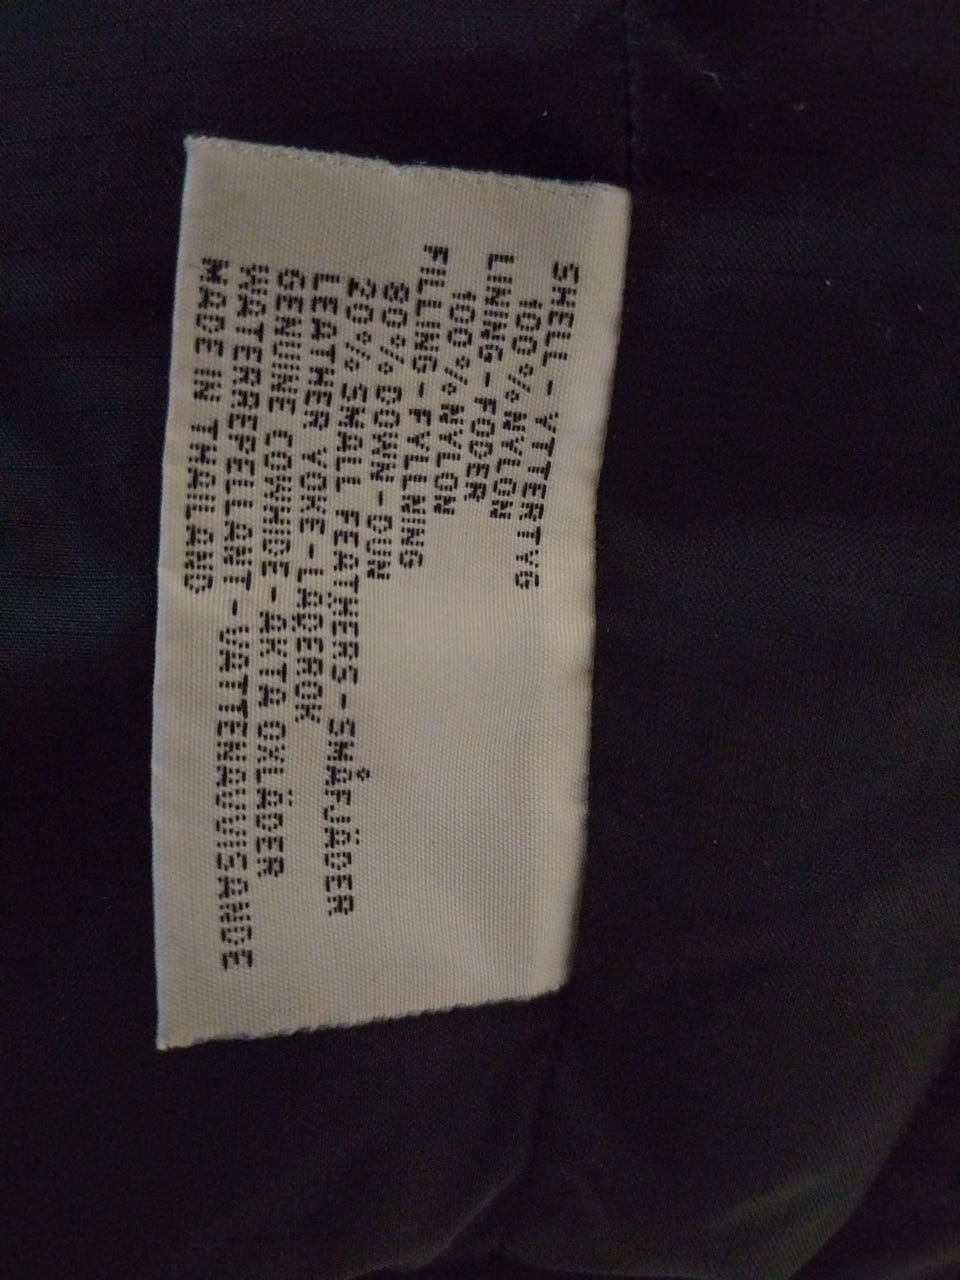 SHELL-YTTERTYG
100% NYLON
LINING-FODER
100% NYLON
FILLING-FYLLNING
80% DOWN-DUN
20% SMALL FEATHERS-SMÅFJÄDER
LEATHER YOKE-LÄDEROK
GENUINE COWHIDE-ÄKTA OXLÄDER
WATERREPELLANT-VATTENAVVISANDE
MADE IN THAILAND